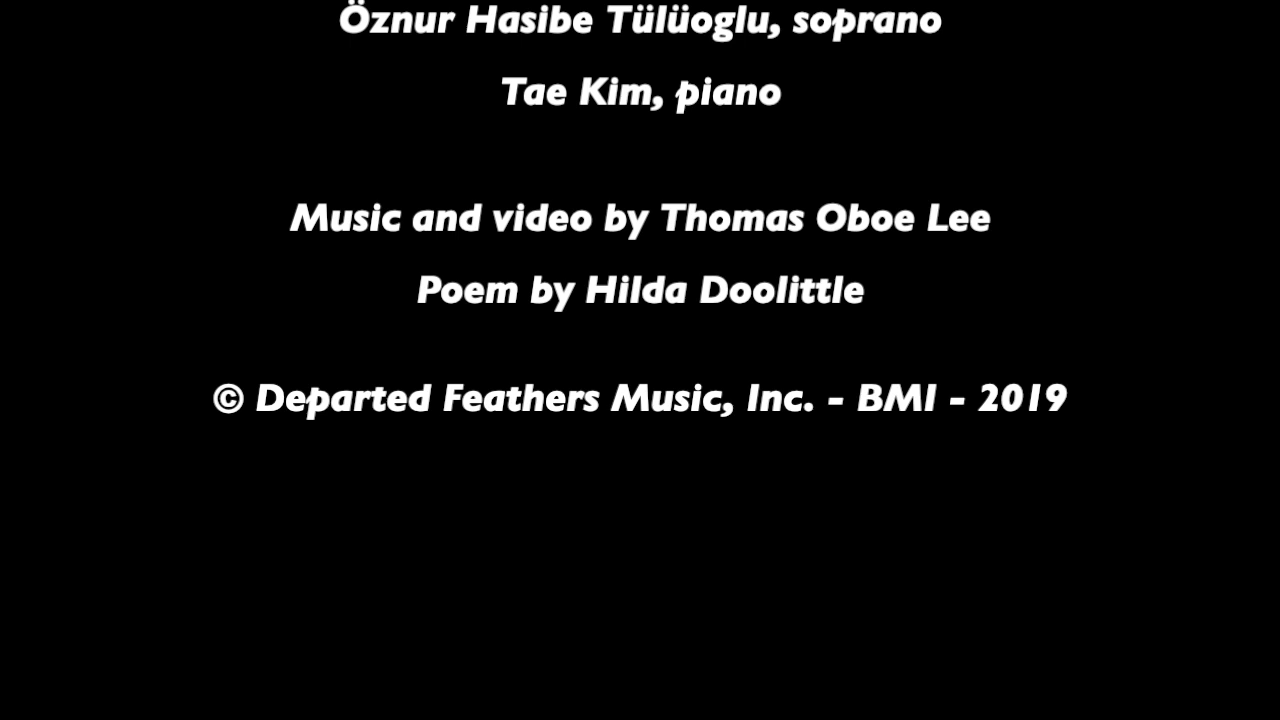 Öznur Hasibe Tülüoglu, soprano
Tae Kim, piano
Music and video by Thomas Oboe Lee
Poem by Hilda Doolittle
© Departed Feathers Music, Inc. - BMI - 2019